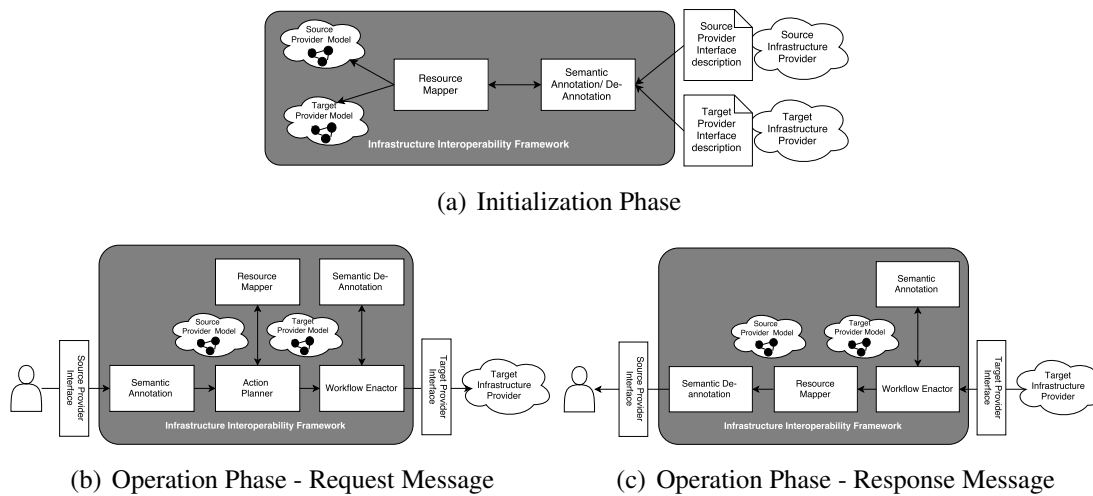 Source
Provider Model
Target
Provider Model
Resource
Mapper
Semantic
Annotation/ De-
Annotation
Source
Provider
Interface
description
Source
Infrastructure
Provider
Target
Provider
Interface
description
Target
Infrastructure
Provider
Infrastructure Interoperability Framework
(a) Initialization Phase
Resource
Mapper
Semantic De-
Annotation
Source
Provider Model
Target
Provider Model
Source Provider
Interface
Semantic
Annotation
Action
Planner
Workflow Enactor
Target Provider
Interface
Target
Infrastructure
Provider
Infrastructure Interoperability Framework
(b) Operation Phase - Request Message
Semantic
Annotation
Source
Provider Model
Target
Provider Model
Source Provider
Interface
Semantic De-
annotation
Resource
Mapper
Workflow Enactor
Target Provider
Interface
Target
Infrastructure
Provider
Infrastructure Interoperability Framework
(c) Operation Phase - Response Message